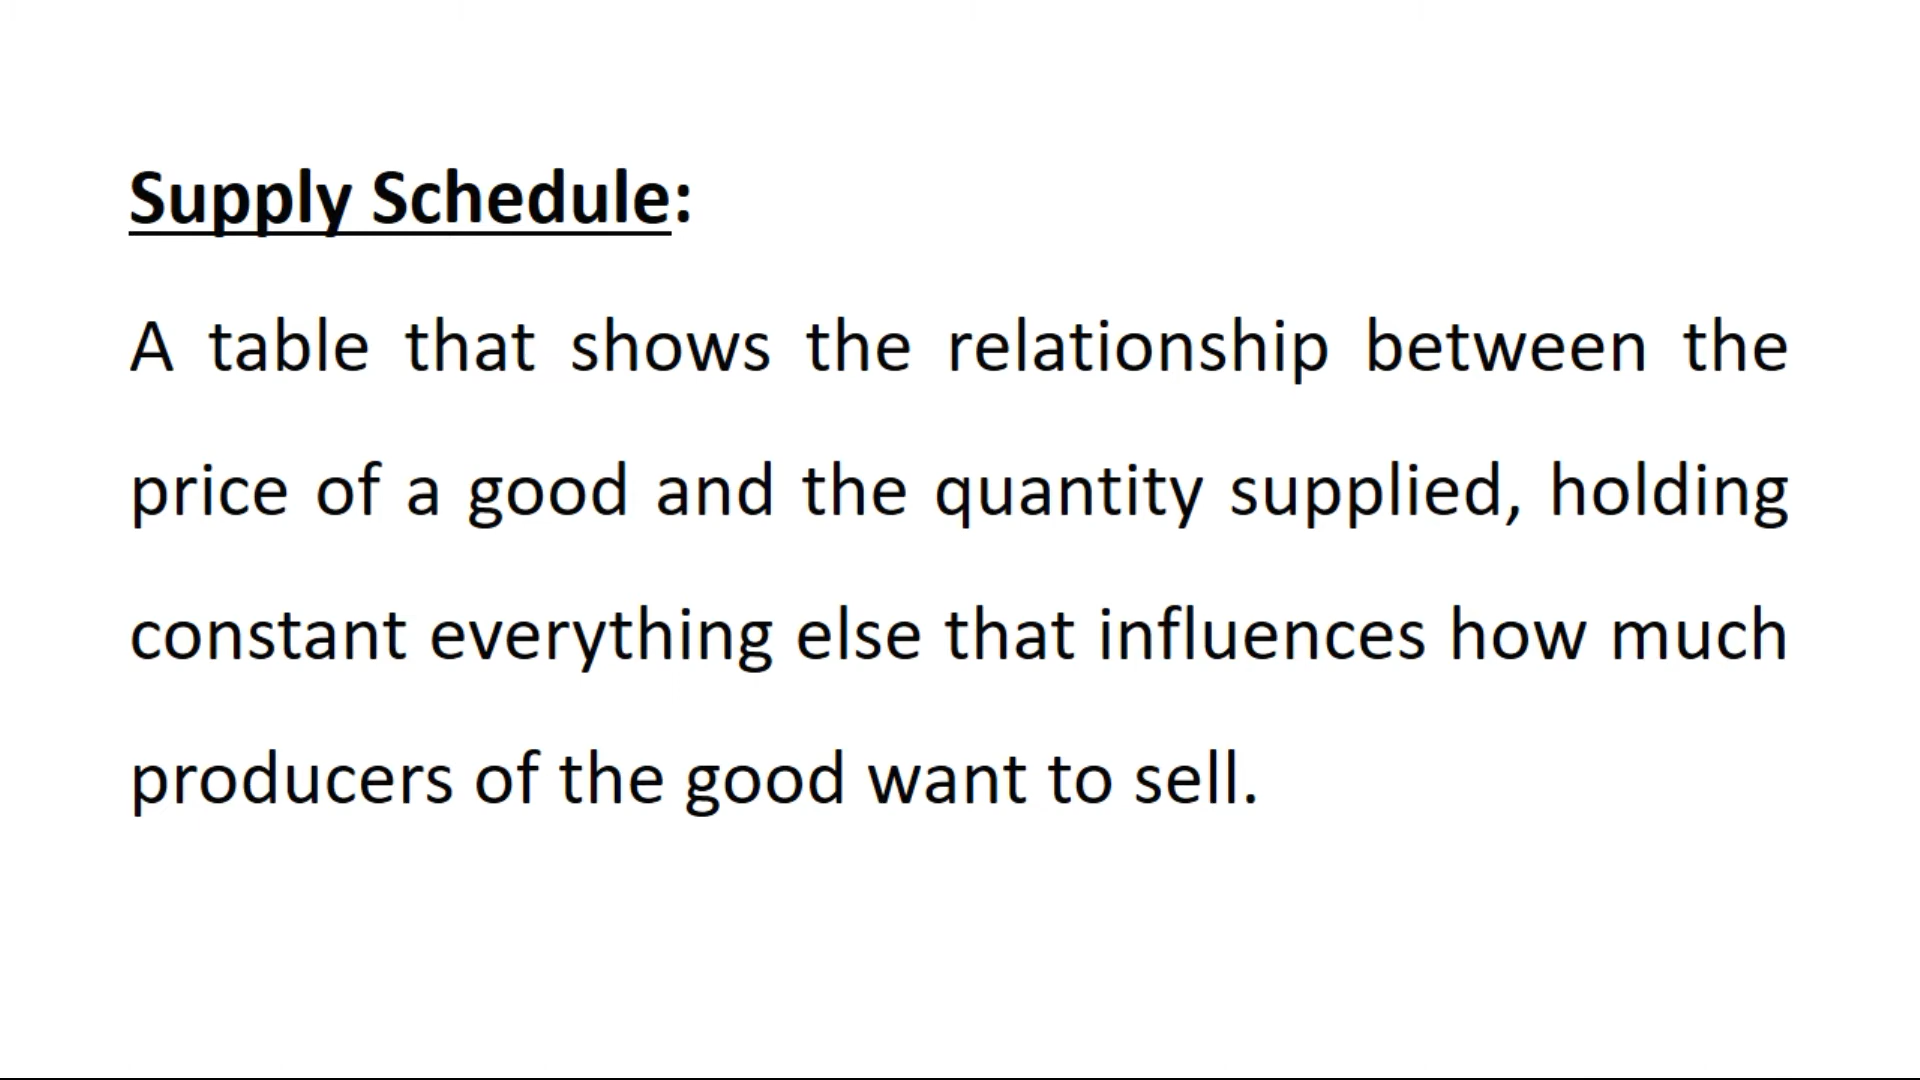 Supply Schedule:
A table that shows the relationship between the
price of a good and the quantity supplied, holding
constant everything else that influences how much
producers of the good want to sell.